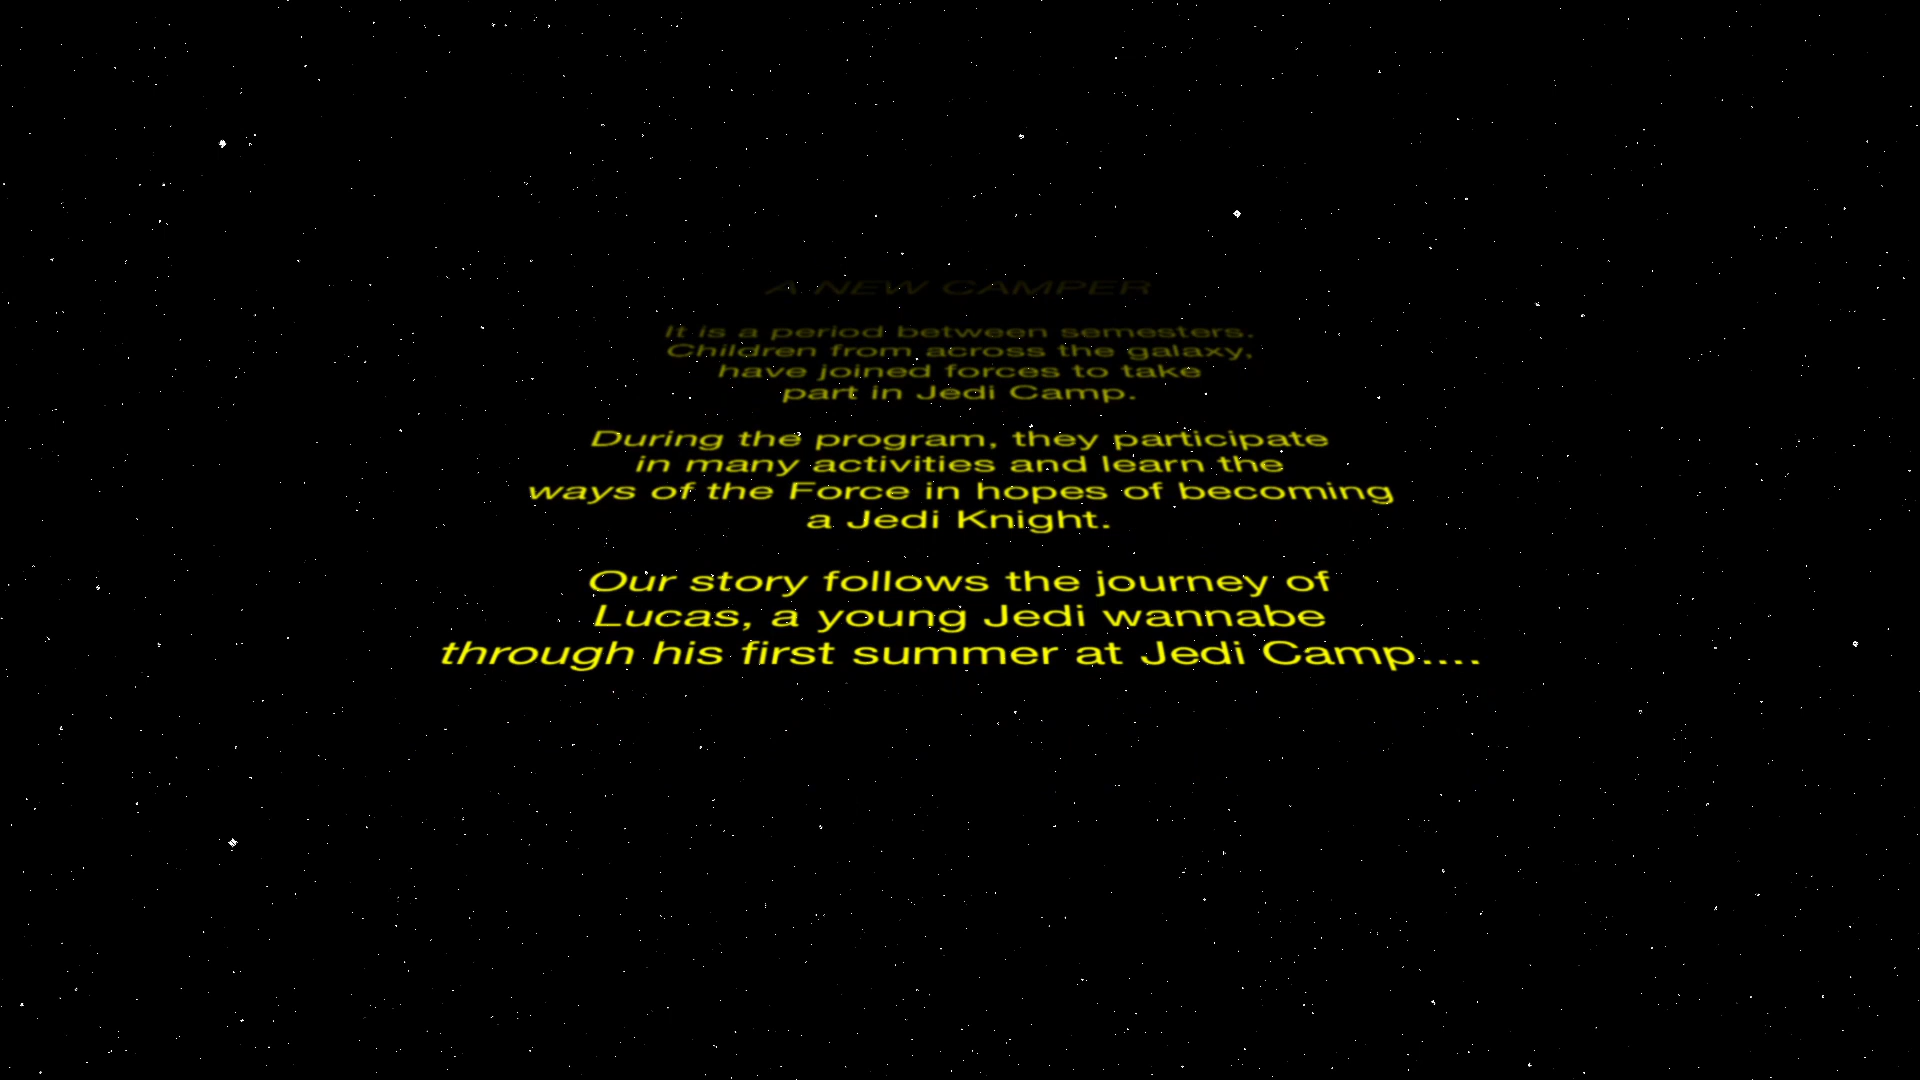 A NEW CAMPER
It is a period between semesters.
Children from across the galaxy,
have joined forces to take
part in Jedi Camp.
During the program, they participate
in many activities and learn the
ways of the Force in hopes of becoming
a Jedi Knight.
Our story follows the journey of
Lucas, a young Jedi wannabe
through his first summer at Jedi Camp....